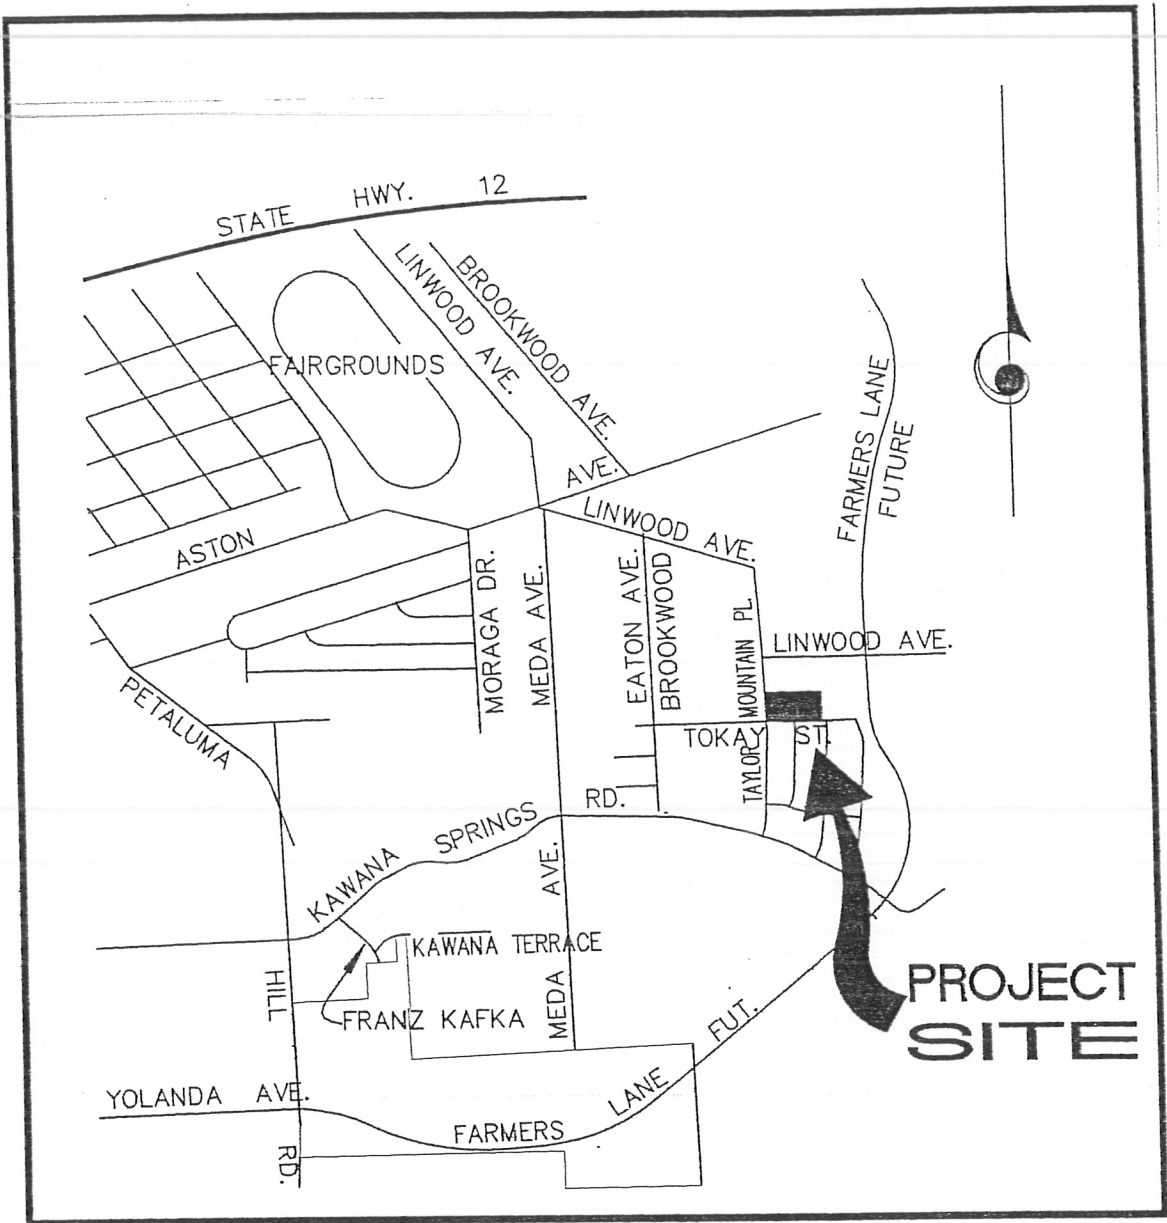 STATE HWY. 12
LINWOOD AVE.
BROOKWOOD AVE.
FAIRGROUNDS
FARMERS LANE
FUTURE
ASTON
AVE.
LINWOOD AVE.
MORAGA DR.
MEDA AVE.
EATON AVE.
BROOKWOOD
TAYLOR MOUNTAIN PL.
LINWOOD AVE.
PETALUMA
HILL
RD.
TOKAY ST.
KAWANA SPRINGS RD.
MEDA AVE.
KAWANA TERRACE
FRANZ KAFKA
YOLANDA AVE.
FARMERS LANE FUT.
PROJECT
SITE